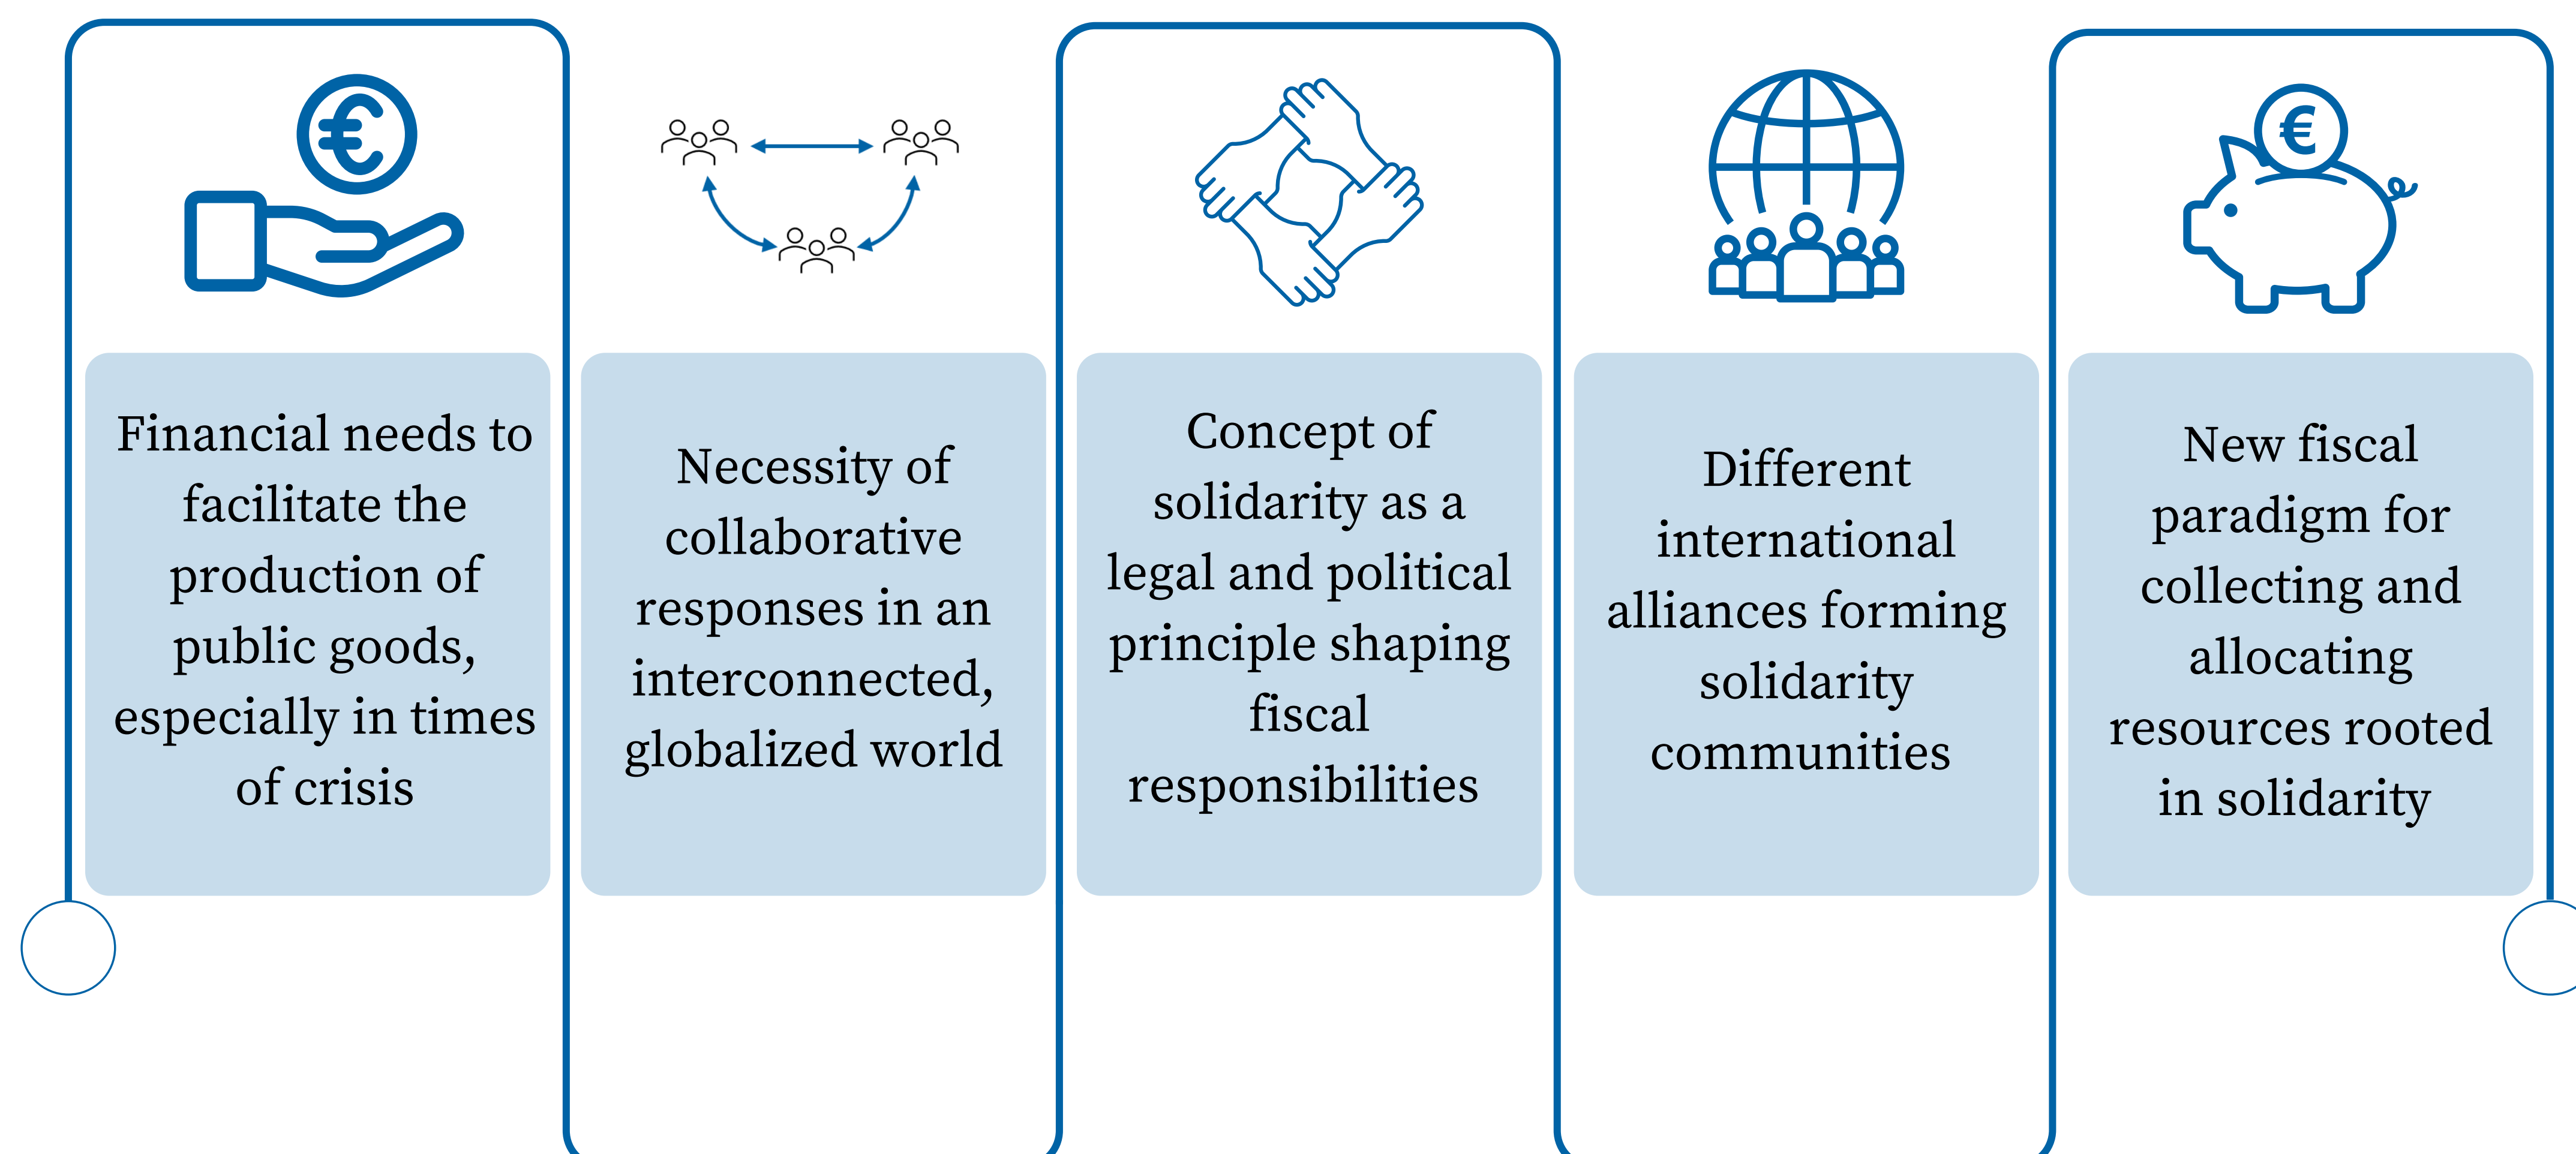 €
€
Financial needs to
facilitate the
production of
public goods,
especially in times
of crisis
Necessity of
collaborative
responses in an
interconnected,
globalized world
Concept of
solidarity as a
legal and political
principle shaping
fiscal
responsibilities
Different
international
alliances forming
solidarity
communities
New fiscal
paradigm for
collecting and
allocating
resources rooted
in solidarity